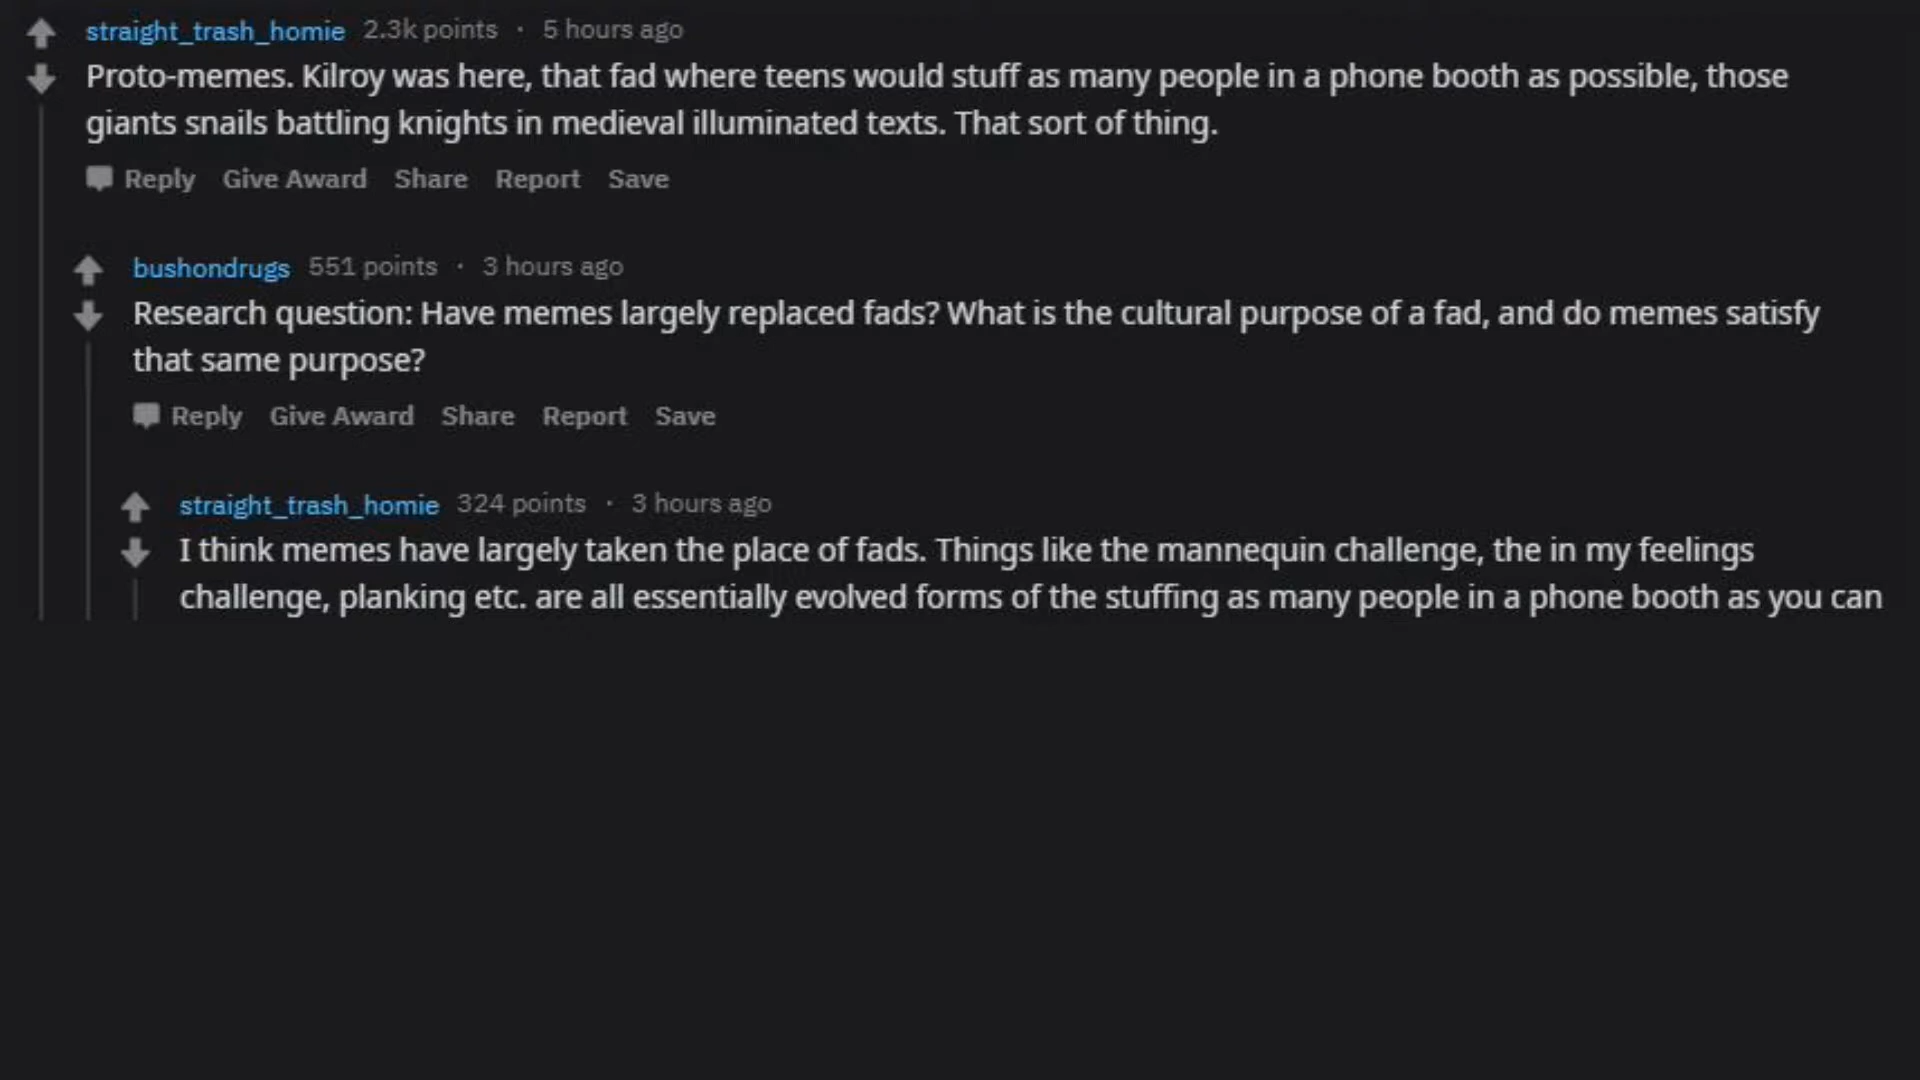 straight_trash_homie 2.3k points · 5 hours ago
Proto-memes. Kilroy was here, that fad where teens would stuff as many people in a phone booth as possible, those
giants snails battling knights in medieval illuminated texts. That sort of thing.
Reply Give Award Share Report Save
bushondrugs 551 points · 3 hours ago
Research question: Have memes largely replaced fads? What is the cultural purpose of a fad, and do memes satisfy
that same purpose?
Reply Give Award Share Report Save
straight_trash_homie 324 points · 3 hours ago
I think memes have largely taken the place of fads. Things like the mannequin challenge, the in my feelings
challenge, planking etc. are all essentially evolved forms of the stuffing as many people in a phone booth as you can